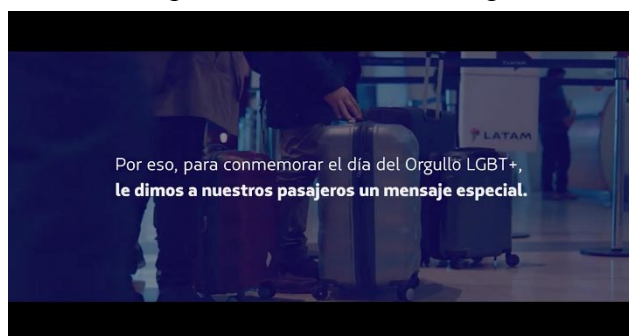 LATAM
Por eso, para conmemorar el día del Orgullo LGBT+,
le dimos a nuestros pasajeros un mensaje especial.